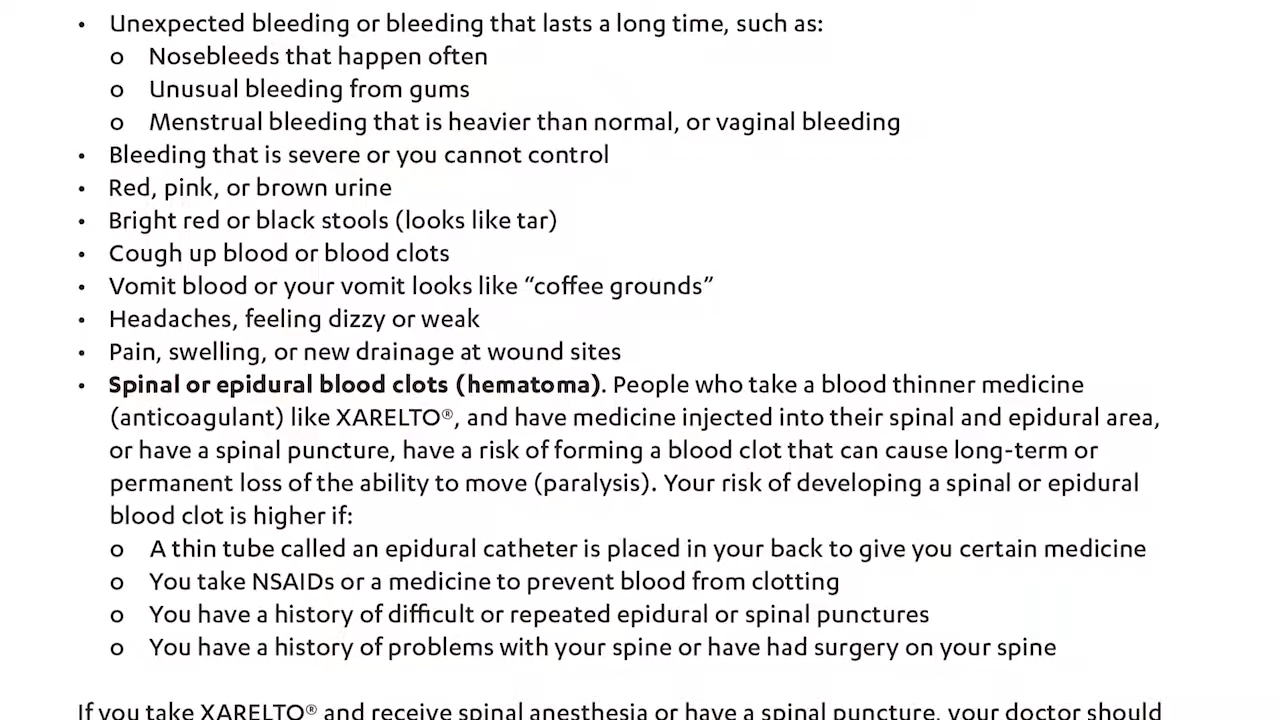 • Unexpected bleeding or bleeding that lasts a long time, such as:
o Nosebleeds that happen often
o Unusual bleeding from gums
o Menstrual bleeding that is heavier than normal, or vaginal bleeding
• Bleeding that is severe or you cannot control
• Red, pink, or brown urine
• Bright red or black stools (looks like tar)
• Cough up blood or blood clots
• Vomit blood or your vomit looks like “coffee grounds”
• Headaches, feeling dizzy or weak
• Pain, swelling, or new drainage at wound sites
• Spinal or epidural blood clots (hematoma). People who take a blood thinner medicine
(anticoagulant) like XARELTO®, and have medicine injected into their spinal and epidural area,
or have a spinal puncture, have a risk of forming a blood clot that can cause long-term or
permanent loss of the ability to move (paralysis). Your risk of developing a spinal or epidural
blood clot is higher if:
o A thin tube called an epidural catheter is placed in your back to give you certain medicine
o You take NSAIDs or a medicine to prevent blood from clotting
o You have a history of difficult or repeated epidural or spinal punctures
o You have a history of problems with your spine or have had surgery on your spine
If you take XARELTO® and receive spinal anesthesia or have a spinal puncture, your doctor should